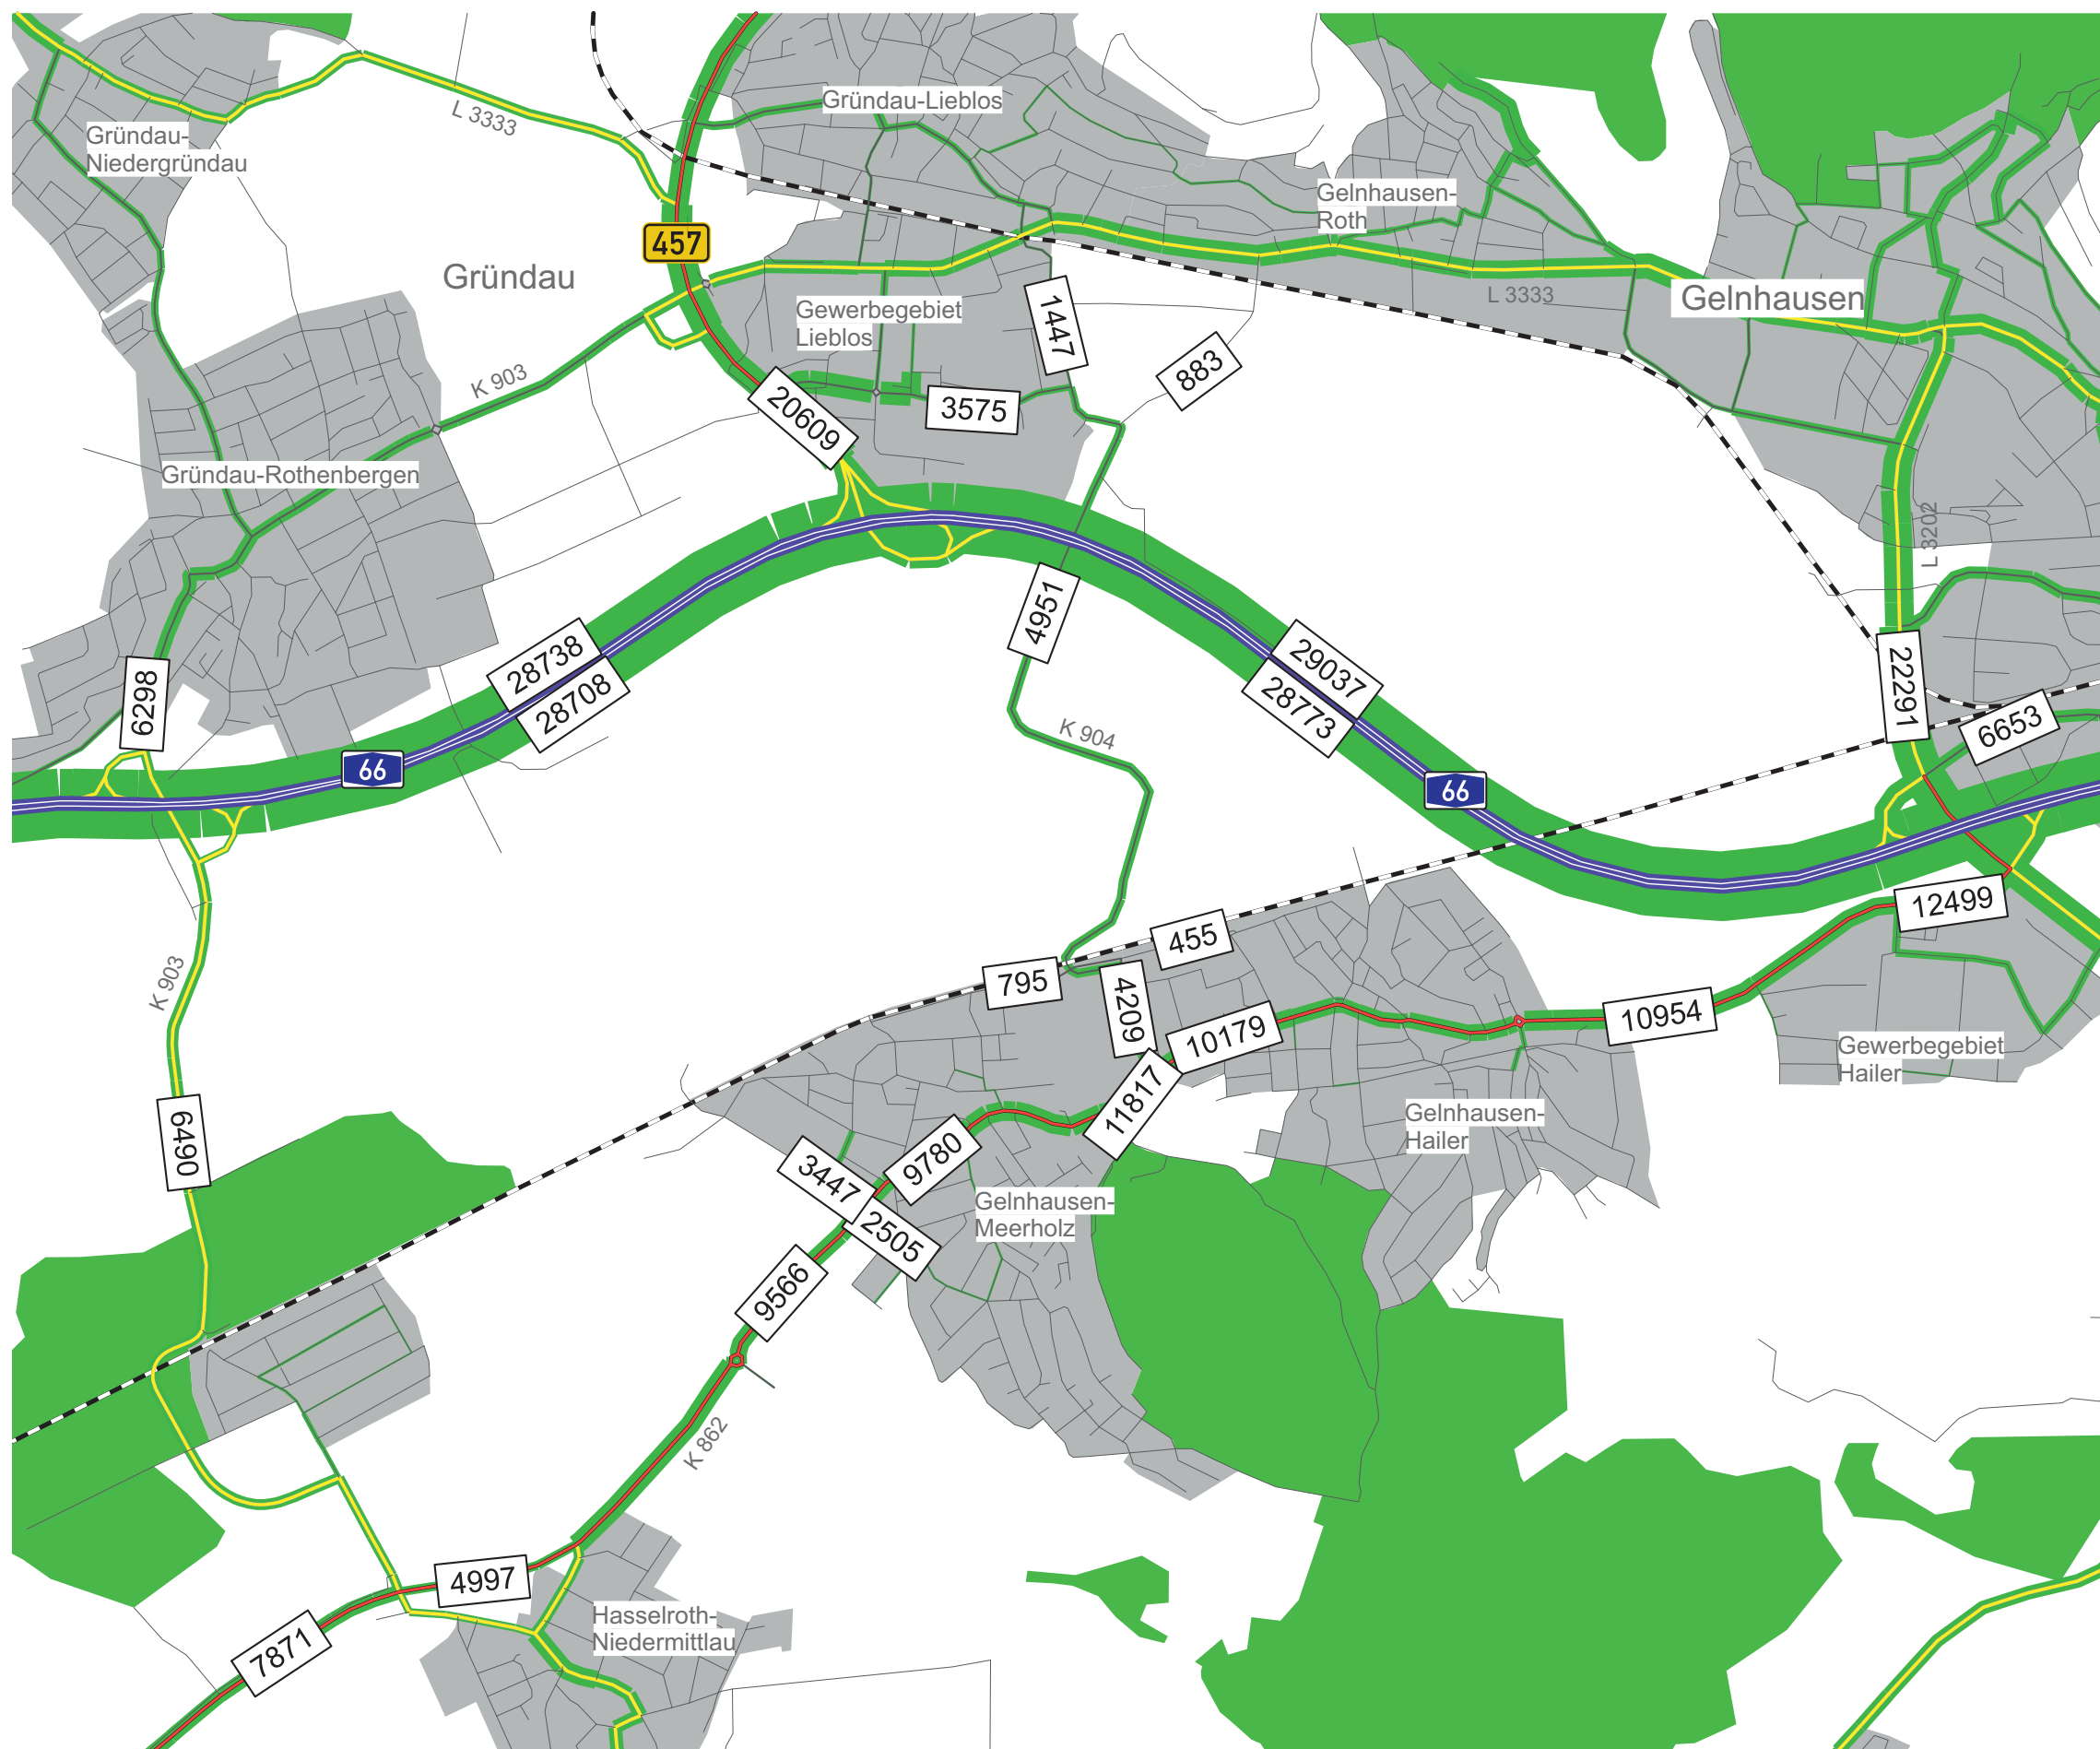 Gründau-Lieblos
L 3333
Gründau-
Niedergründau
Gelnhausen-
Roth
457
Gründau
L 3333
Gelnhausen
Gewerbegebiet
Lieblos
1447
883
K 903
3575
20609
Gründau-Rothenbergen
L 3202
4951
28738
28708
29037
28773
6298
22291
6653
K 904
66
66
12499
455
795
K 903
4209
10179
10954
Gewerbegebiet
Hailer
11817
Gelnhausen-
Hailer
6490
9780
3447
2505
Gelnhausen-
Meerholz
9566
K 862
4997
Hasselroth-
Niedermittlau
7871